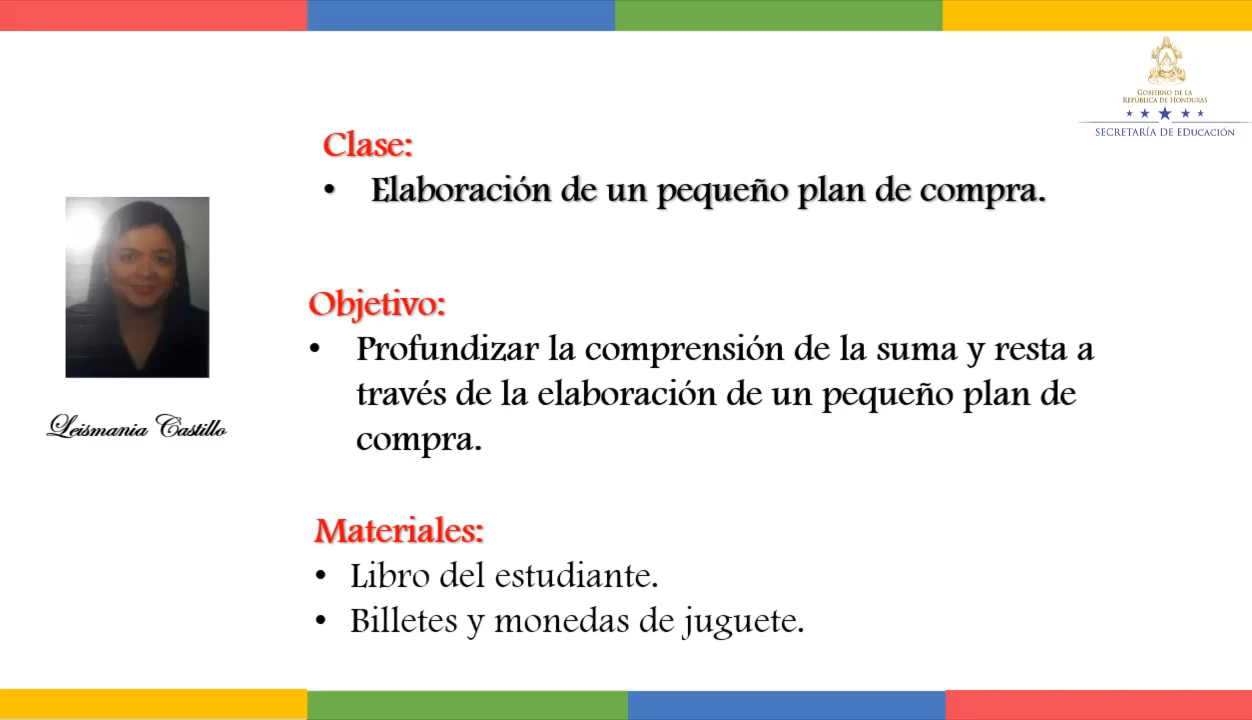 GOBIERNO DE LA
REPÚBLICA DE HONDURAS
SECRETARÍA DE EDUCACIÓN
Clase:
• Elaboración de un pequeño plan de compra.
Leismania Castillo
Objetivo:
• Profundizar la comprensión de la suma y resta a
través de la elaboración de un pequeño plan de
compra.
Materiales:
• Libro del estudiante.
• Billetes y monedas de juguete.